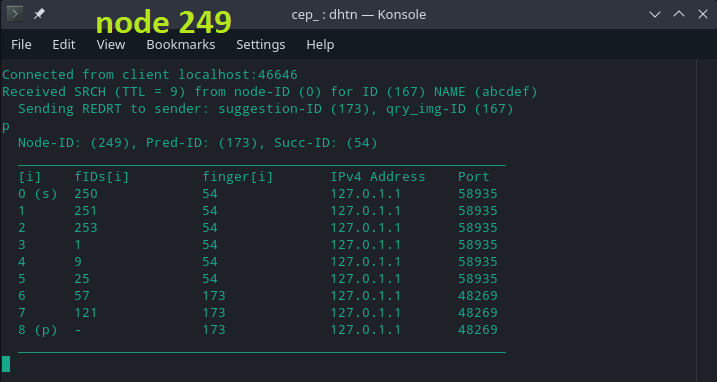 cep_ : dhtn — Konsole
node 249
File Edit View Bookmarks Settings Help
Connected from client localhost:46646
Received SRCH (TTL = 9) from node-ID (0) for ID (167) NAME (abcdef)
Sending REDRT to sender: suggestion-ID (173), qry_img-ID (167)
p
Node-ID: (249), Pred-ID: (173), Succ-ID: (54)
[i] fIDs[i] finger[i] IPv4 Address Port
0 (s) 250 54 127.0.1.1 58935
1 251 54 127.0.1.1 58935
2 253 54 127.0.1.1 58935
3 1 54 127.0.1.1 58935
4 9 54 127.0.1.1 58935
5 25 54 127.0.1.1 58935
6 57 173 127.0.1.1 48269
7 121 173 127.0.1.1 48269
8 (p) - 173 127.0.1.1 48269